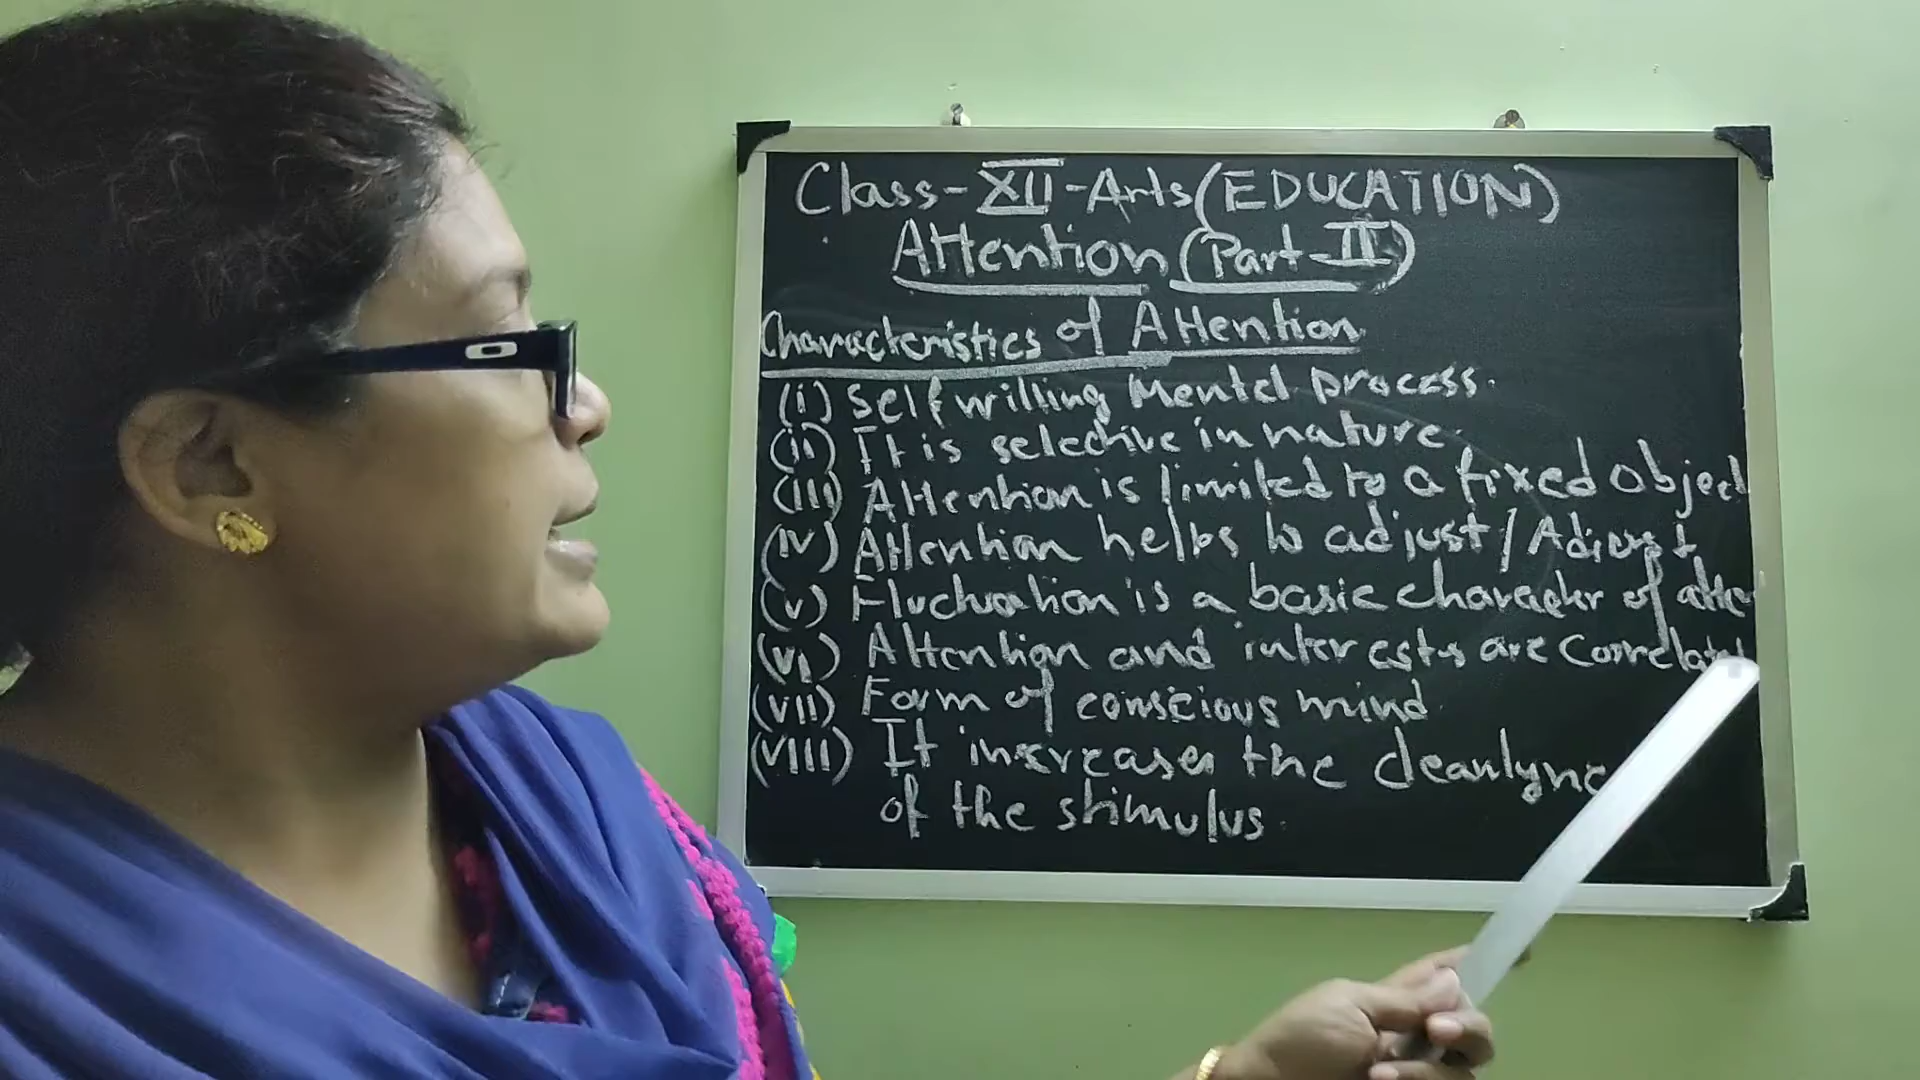 Class-XII-Arts(EDUCATION)
Attention (Part-II)
Characteristics of Attention
(i) Self willing Mental process.
(ii) It is selective in nature.
(iii) Attention is limited to a fixed object
(iv) Attention helps to adjust/
(v) Fluctuation is a basic character of atten
(vi) Attention and interests are correlated
(vii) Form of conscious mind
(viii) It increases the
of the stimulus.